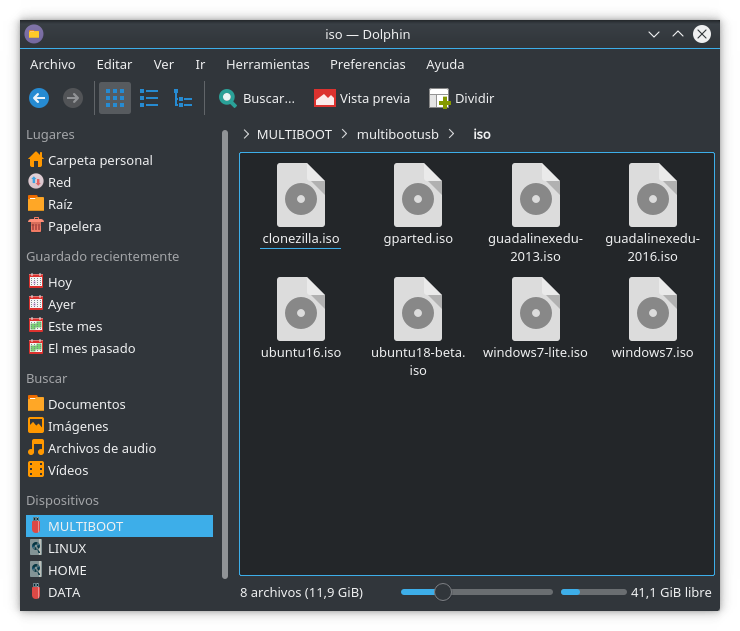 iso — Dolphin
Archivo Editar Ver Ir Herramientas Preferencias Ayuda
Buscar... Vista previa Dividir
Lugares
Carpeta personal
Red
Raíz
Papelera
Guardado recientemente
Hoy
Ayer
Este mes
El mes pasado
Buscar
Documentos
Imágenes
Archivos de audio
Vídeos
Dispositivos
MULTIBOOT
LINUX
HOME
DATA
> MULTIBOOT > multibootusb > iso
clonezilla.iso
gparted.iso
guadalinexedu-
2013.iso
guadalinexedu-
2016.iso
ubuntu16.iso
ubuntu18-beta.
iso
windows7-lite.iso
windows7.iso
8 archivos (11,9 GiB)
41,1 GiB libre